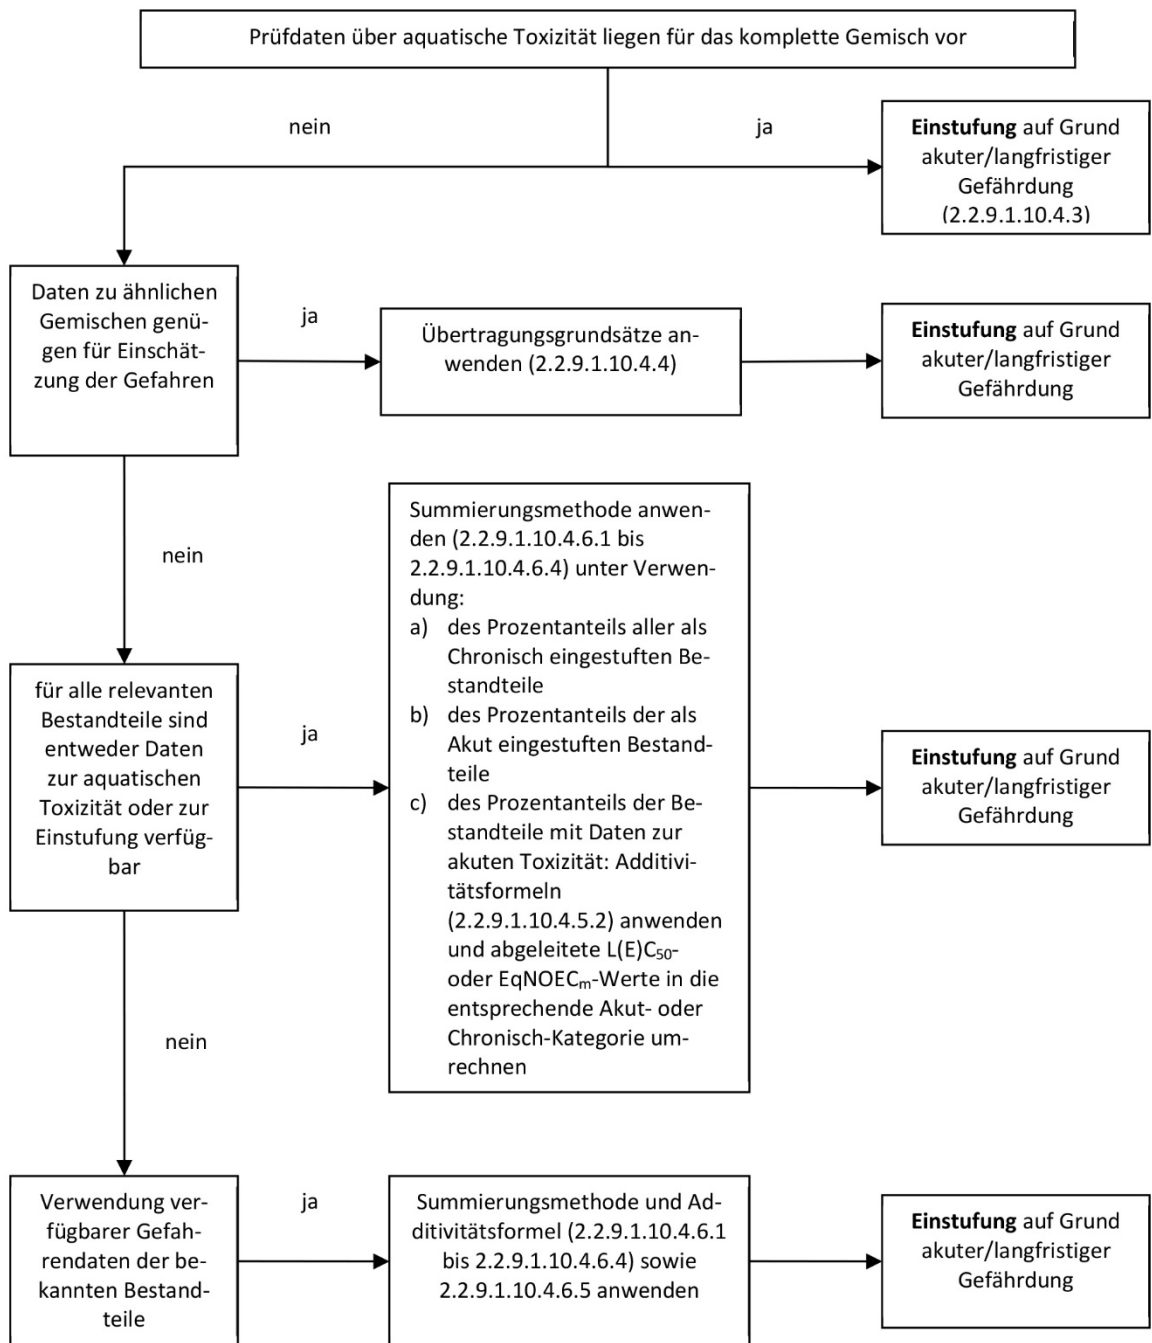 Prüfdaten über aquatische Toxizität liegen für das komplette Gemisch vor
nein
ja
Einstufung auf Grund
akuter/langfristiger
Gefährdung
(2.2.9.1.10.4.3)
Daten zu ähnlichen
Gemischen genü-
gen für Einschät-
zung der Gefahren
ja
Übertragungsgrundsätze an-
wenden (2.2.9.1.10.4.4)
Einstufung auf Grund
akuter/langfristiger
Gefährdung
nein
für alle relevanten
Bestandteile sind
entweder Daten
zur aquatischen
Toxizität oder zur
Einstufung verfüg-
bar
ja
Summierungsmethode anwen-
den (2.2.9.1.10.4.6.1 bis
2.2.9.1.10.4.6.4) unter Verwen-
dung:
a) des Prozentanteils aller als
Chronisch eingestuften Be-
standteile
b) des Prozentanteils der als
Akut eingestuften Bestand-
teile
c) des Prozentanteils der Be-
standteile mit Daten zur
akuten Toxizität: Additivi-
tätsformeln
(2.2.9.1.10.4.5.2) anwenden
und abgeleitete L(E)C₅₀-
oder EqNOECₘ-Werte in die
entsprechende Akut- oder
Chronisch-Kategorie um-
rechnen
Einstufung auf Grund
akuter/langfristiger
Gefährdung
nein
Verwendung ver-
fügbarer Gefah-
rendaten der be-
kannten Bestand-
teile
ja
Summierungsmethode und Ad-
ditivitätsformel (2.2.9.1.10.4.6.1
bis 2.2.9.1.10.4.6.4) sowie
2.2.9.1.10.4.6.5 anwenden
Einstufung auf Grund
akuter/langfristiger
Gefährdung